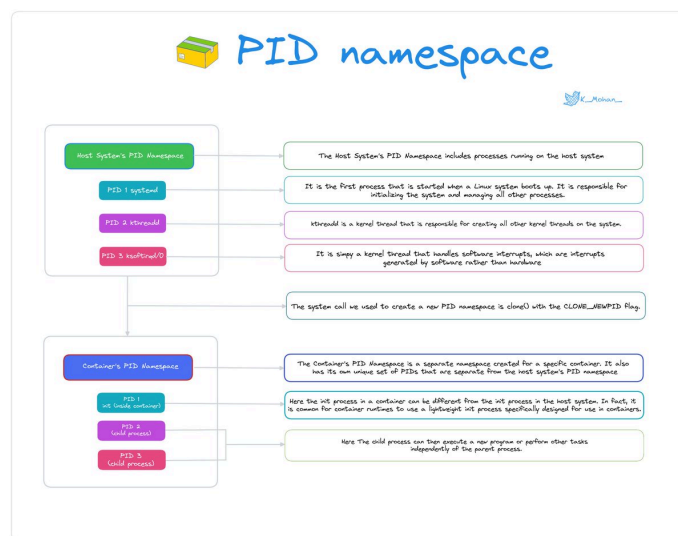 PID namespace
K_Mohan_
Host System's PID Namespace
The Host System's PID Namespace includes processes running on the host system
PID 1 systemd
It is the first process that is started when a Linux system boots up. It is responsible for
initializing the system and managing all other processes.
PID 2 kthreadd
kthreadd is a kernel thread that is responsible for creating all other kernel threads on the system.
PID 3 ksoftirqd/0
It is simpy a kernel thread that handles software interrupts, which are interrupts
generated by software rather than hardware
The system call we used to create a new PID namespace is clone() with the CLONE_NEWPID flag.
Container's PID Namespace
The Container's PID Namespace is a separate namespace created for a specific container. It also
has its own unique set of PIDs that are separate from the host system's PID namespace
PID 1
init (inside container)
Here the init process in a container can be different from the init process in the host system. In fact, it
is common for container runtimes to use a lightweight init process specifically designed for use in containers.
PID 2
(child process)
PID 3
(child process)
Here The child process can then execute a new program or perform other tasks
independently of the parent process.